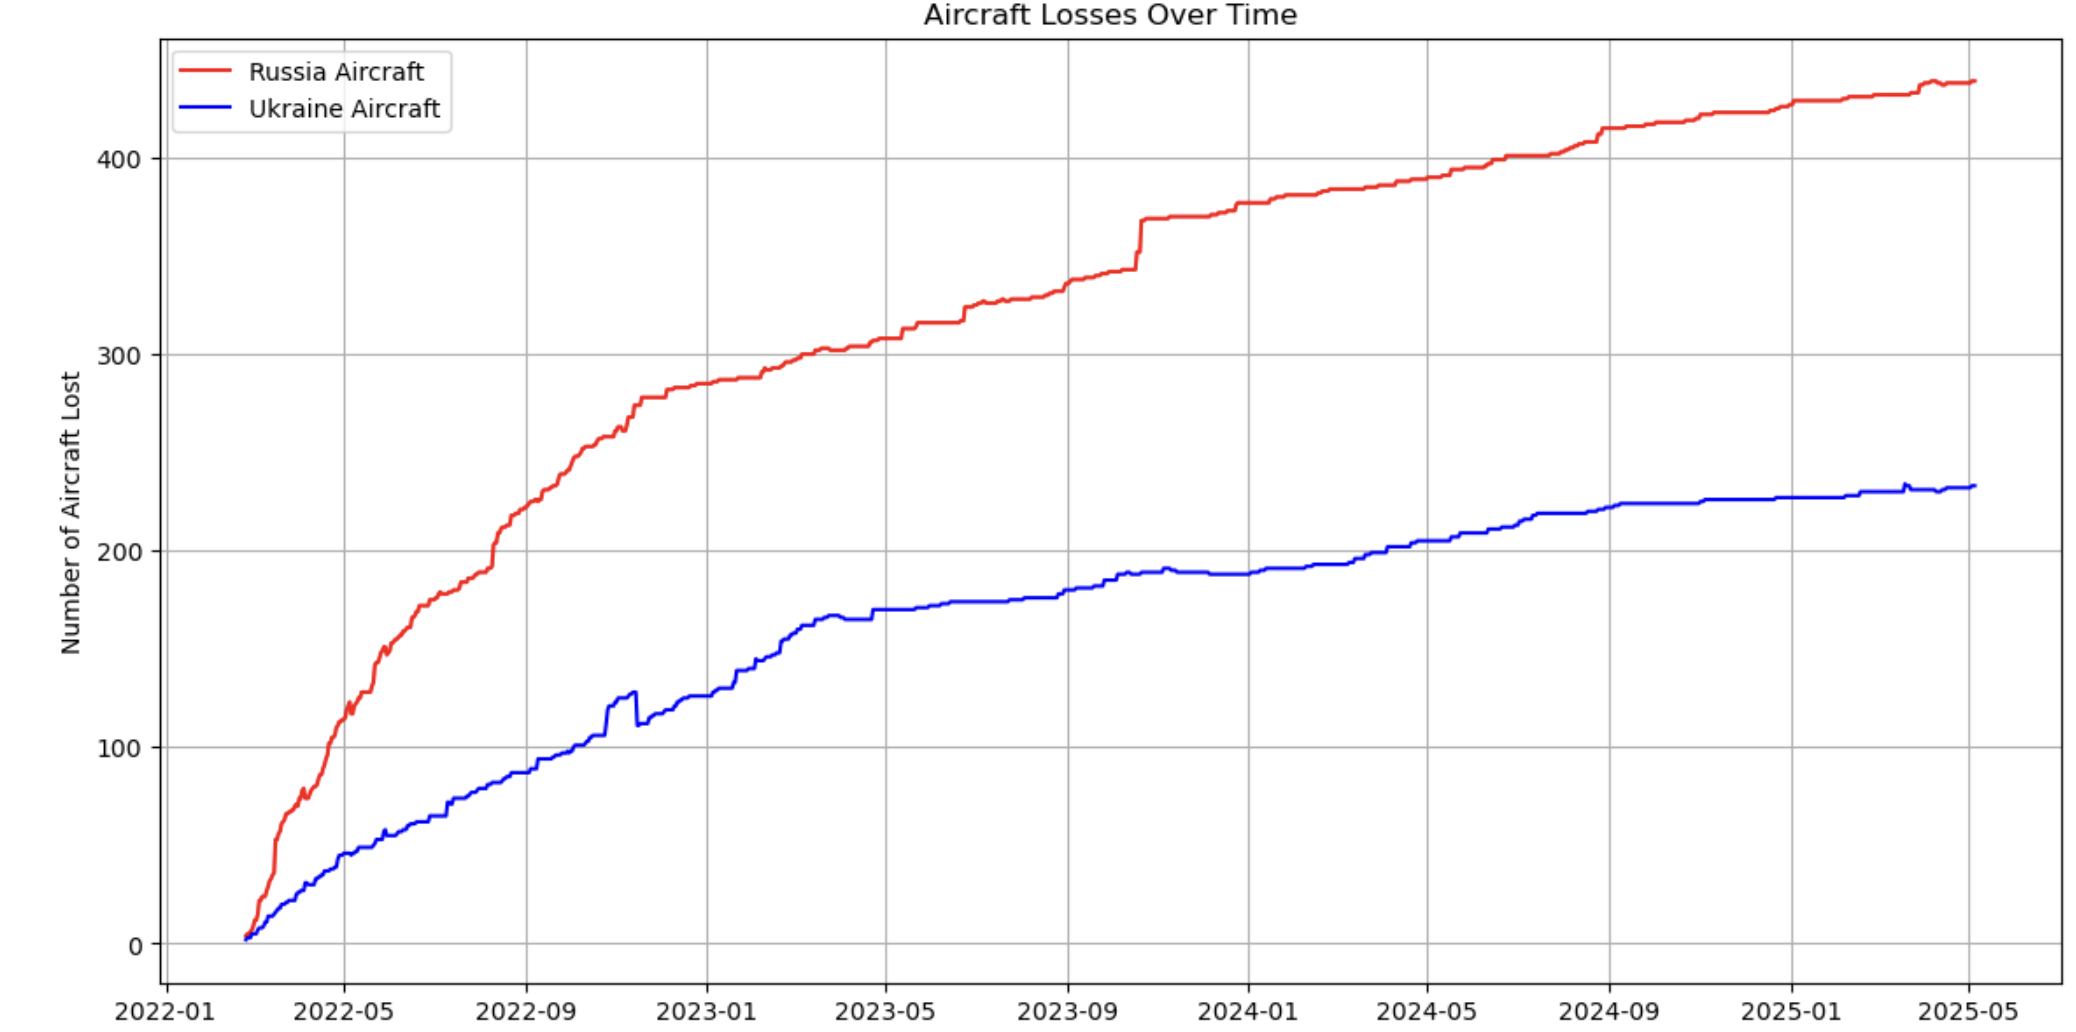 Aircraft Losses Over Time
Russia Aircraft
Ukraine Aircraft
Number of Aircraft Lost
400
300
200
100
0
2022-01 2022-05 2022-09 2023-01 2023-05 2023-09 2024-01 2024-05 2024-09 2025-01 2025-05